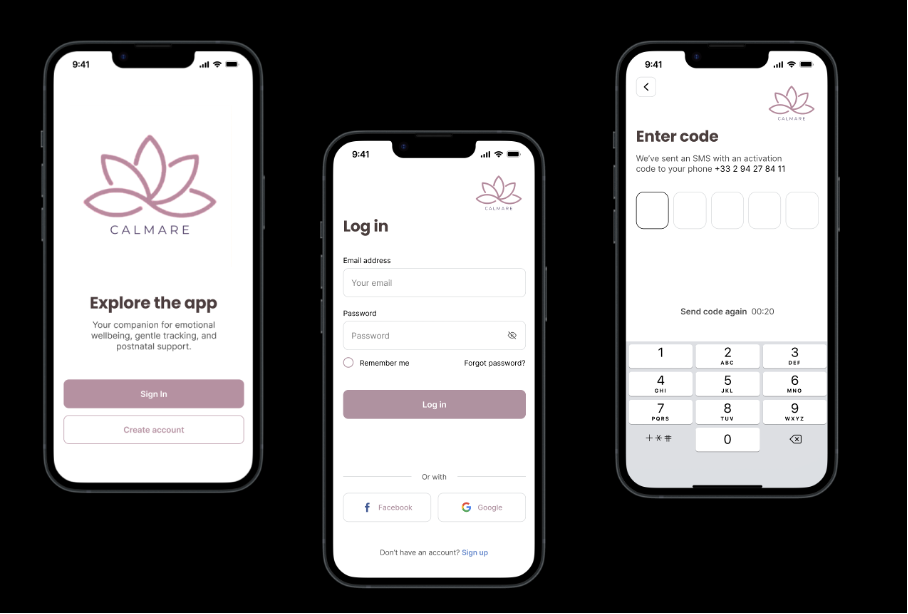 9:41
CALMARE
Explore the app
Your companion for emotional
wellbeing, gentle tracking, and
postnatal support.
Sign In
Create account
9:41
CALMARE
Log in
Email address
Your email
Password
Password
Remember me
Forgot password?
Log in
Or with
Facebook
Google
Don't have an account? Sign up
9:41
CALMARE
Enter code
We've sent an SMS with an activation
code to your phone +33 2 94 27 84 11
Send code again 00:20
1
2 ABC
3 DEF
4 GHI
5 JKL
6 MNO
7 PQRS
8 TUV
9 WXYZ
+*#
0